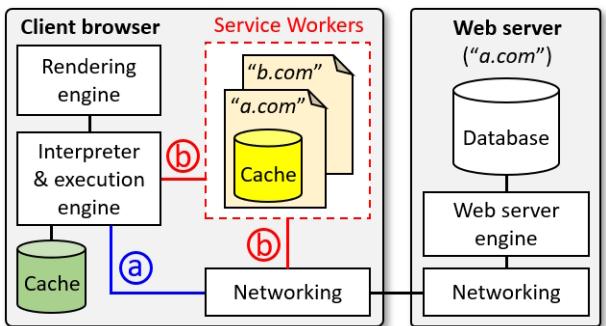 Client browser
Service Workers
Rendering
engine
Interpreter
& execution
engine
Cache
ⓑ
“b.com”
“a.com”
Cache
ⓑ
ⓐ
Networking
Web server
(“a.com”)
Database
Web server
engine
Networking